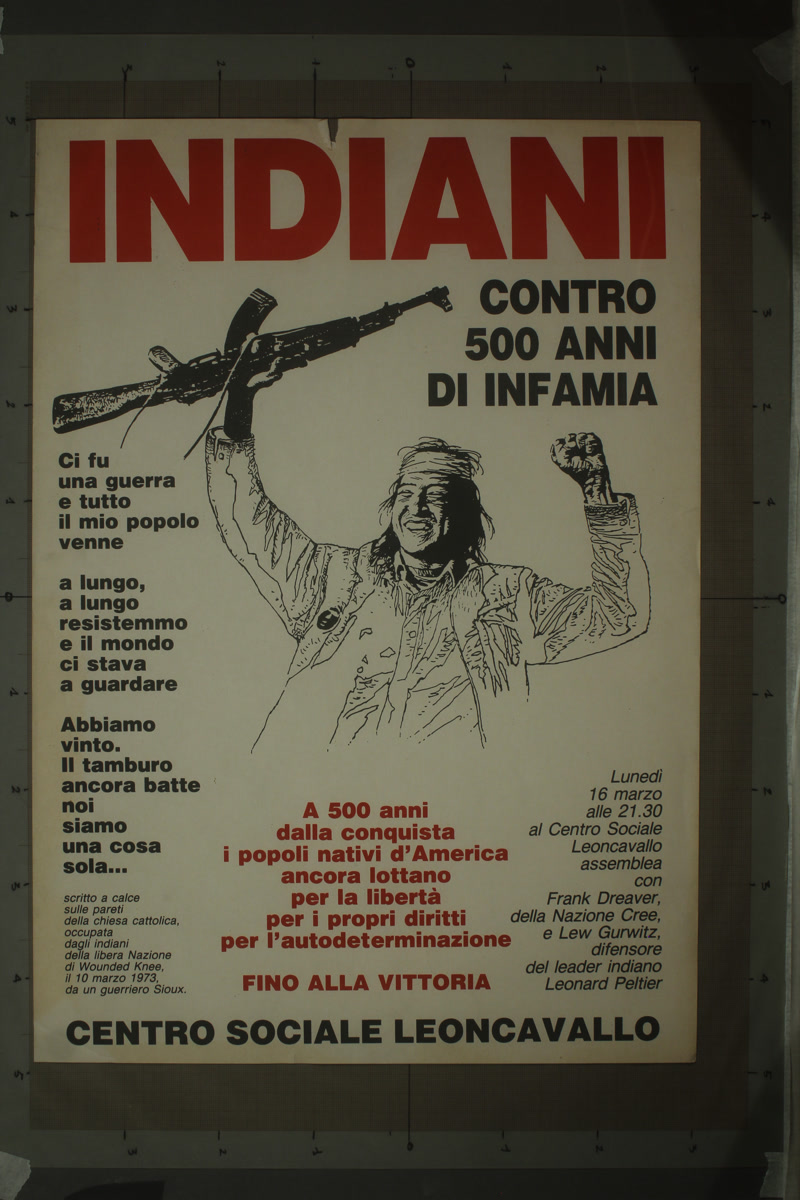 INDIANI
CONTRO
500 ANNI
DI INFAMIA
Ci fu
una guerra
e tutto
il mio popolo
venne
a lungo,
a lungo
resistemmo
e il mondo
ci stava
a guardare
Abbiamo
vinto.
Il tamburo
ancora batte
noi
siamo
una cosa
sola...
scritto a calce
sulle pareti
della chiesa cattolica,
occupata
dagli indiani
della libera Nazione
di Wounded Knee,
il 10 marzo 1973,
da un guerriero Sioux.
A 500 anni
dalla conquista
i popoli nativi d'America
ancora lottano
per la libertà
per i propri diritti
per l'autodeterminazione
FINO ALLA VITTORIA
Lunedì
16 marzo
alle 21.30
al Centro Sociale
Leoncavallo
assemblea
con
Frank Dreaver,
della Nazione Cree,
e Lew Gurwitz,
difensore
del leader indiano
Leonard Peltier
CENTRO SOCIALE LEONCAVALLO